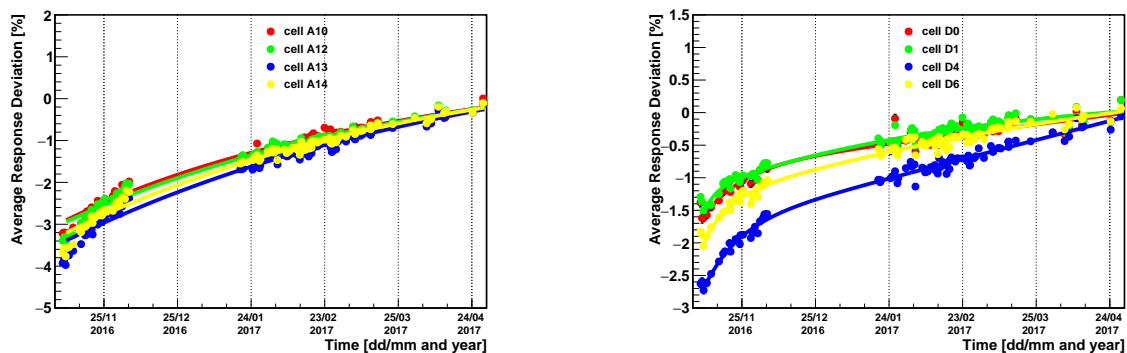 Average Response Deviation [%]
2
1
0
−1
−2
−3
−4
−5
cell A10
cell A12
cell A13
cell A14
25/11 25/12 24/01 23/02 25/03 24/04
2016 2016 2017 2017 2017 2017
Time [dd/mm and year]
Average Response Deviation [%]
1.5
1
0.5
0
−0.5
−1
−1.5
−2
−2.5
−3
cell D0
cell D1
cell D4
cell D6
25/11 25/12 24/01 23/02 25/03 24/04
2016 2016 2017 2017 2017 2017
Time [dd/mm and year]